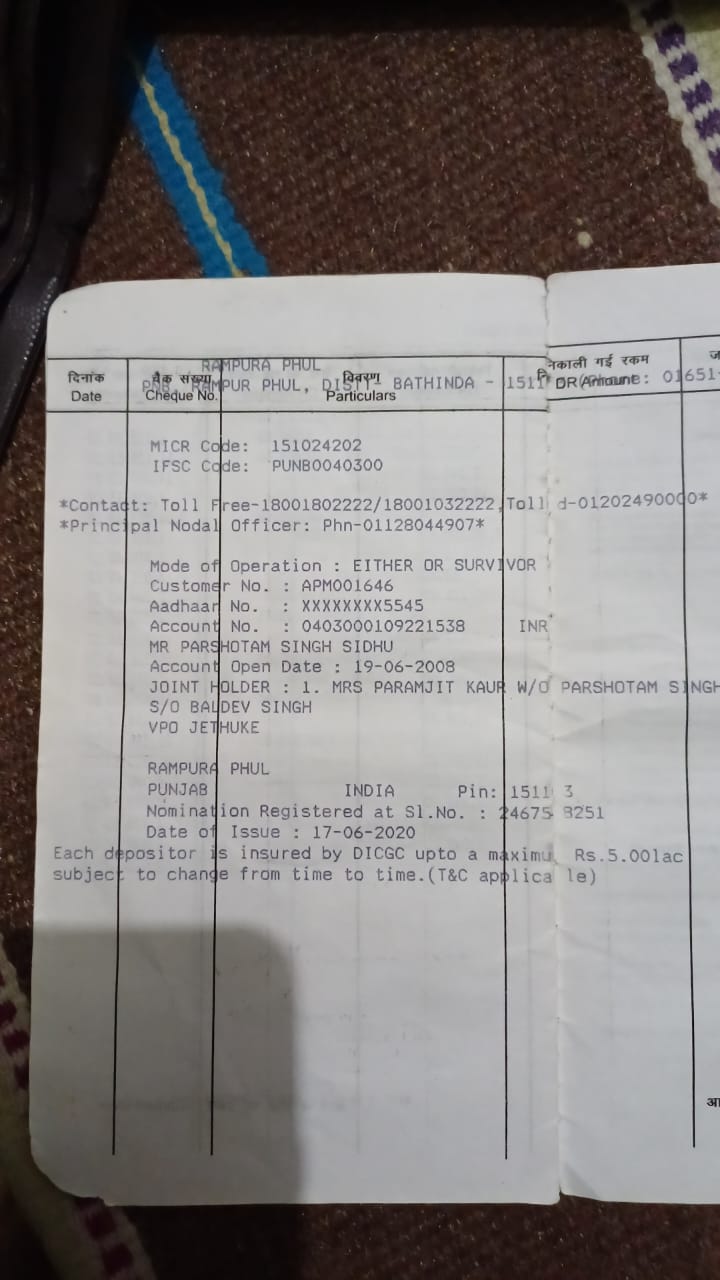 RAMPURA PHUL
दिनांक चैक संख्या विवरण निकाली गई रकम
PNB, RAMPUR PHUL, DISTT BATHINDA - 1511 01651
Date Cheque No. Particulars DR Amount
MICR Code: 151024202
IFSC Code: PUNB0040300
*Contact: Toll Free-18001802222/18001032222,Toll d-01202490000*
*Principal Nodal Officer: Phn-01128044907*
Mode of Operation : EITHER OR SURVIVOR
Customer No. : APM001646
Aadhaar No. : XXXXXXXX5545
Account No. : 0403000109221538 INR
MR PARSHOTAM SINGH SIDHU
Account Open Date : 19-06-2008
JOINT HOLDER : 1. MRS PARAMJIT KAUR W/O PARSHOTAM SINGH
S/O BALDEV SINGH
VPO JETHUKE
RAMPURA PHUL
PUNJAB INDIA Pin: 1511 3
Nomination Registered at Sl.No. : 24675 8251
Date of Issue : 17-06-2020
Each depositor is insured by DICGC upto a maximu Rs.5.00lac
subject to change from time to time.(T&C applica le)